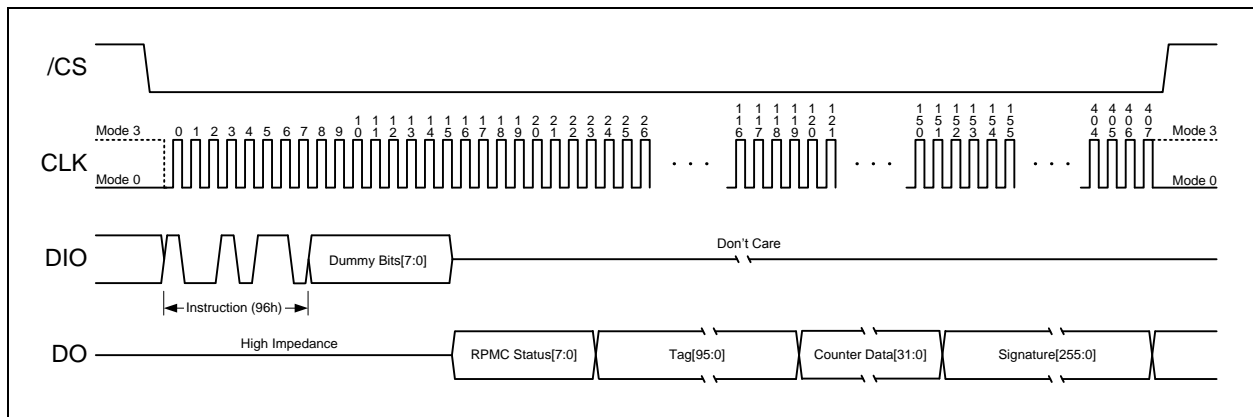 /CS
Mode 3
0 1 2 3 4 5 6 7 8 9 10 11 12 13 14 15 16 17 18 19 20 21 22 23 24 25 26 116 117 118 119 120 121 150 151 152 153 154 155 404 405 406 407
Mode 3
CLK
. . . . . . . . .
Mode 0
Mode 0
Don't Care
DIO
Dummy Bits[7:0]
Instruction (96h)
High Impedance
DO
RPMC Status[7:0]
Tag[95:0]
Counter Data[31:0]
Signature[255:0]